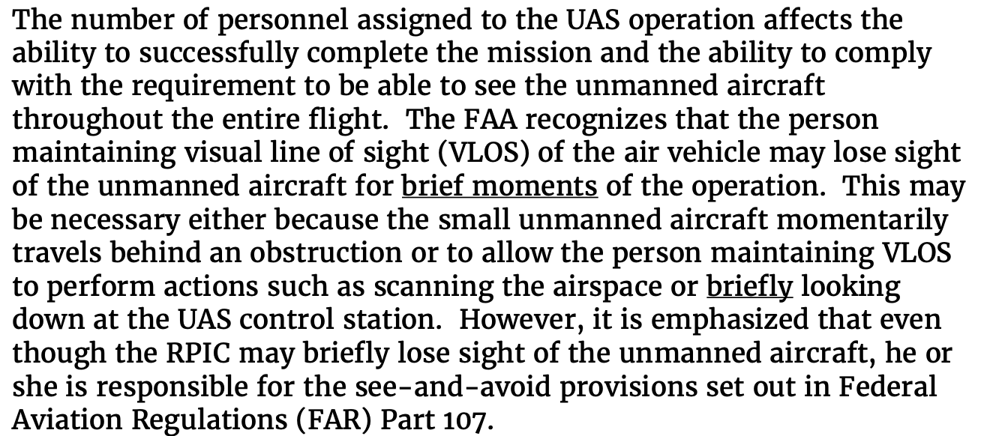 The number of personnel assigned to the UAS operation affects the
ability to successfully complete the mission and the ability to comply
with the requirement to be able to see the unmanned aircraft
throughout the entire flight.  The FAA recognizes that the person
maintaining visual line of sight (VLOS) of the air vehicle may lose sight
of the unmanned aircraft for brief moments of the operation.  This may
be necessary either because the small unmanned aircraft momentarily
travels behind an obstruction or to allow the person maintaining VLOS
to perform actions such as scanning the airspace or briefly looking
down at the UAS control station.  However, it is emphasized that even
though the RPIC may briefly lose sight of the unmanned aircraft, he or
she is responsible for the see-and-avoid provisions set out in Federal
Aviation Regulations (FAR) Part 107.